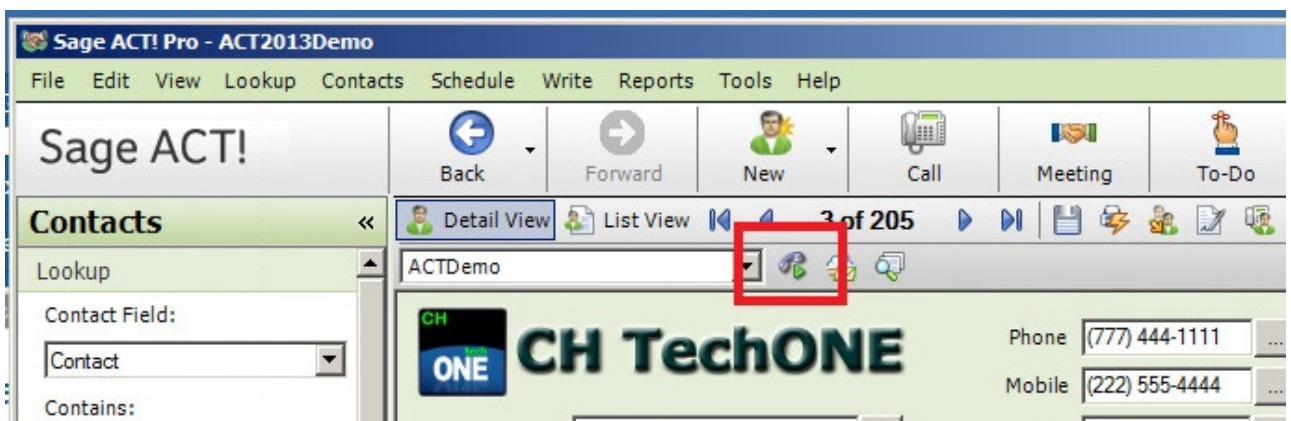 Sage ACT! Pro - ACT2013Demo
File Edit View Lookup Contacts Schedule Write Reports Tools Help
Sage ACT!
Back Forward New Call Meeting To-Do
Contacts «
Detail View List View 3 of 205
Lookup
ACTDemo
Contact Field:
Contact
Contains:
CH
tech
ONE
CH TechONE
Phone (777) 444-1111 ...
Mobile (222) 555-4444 ...